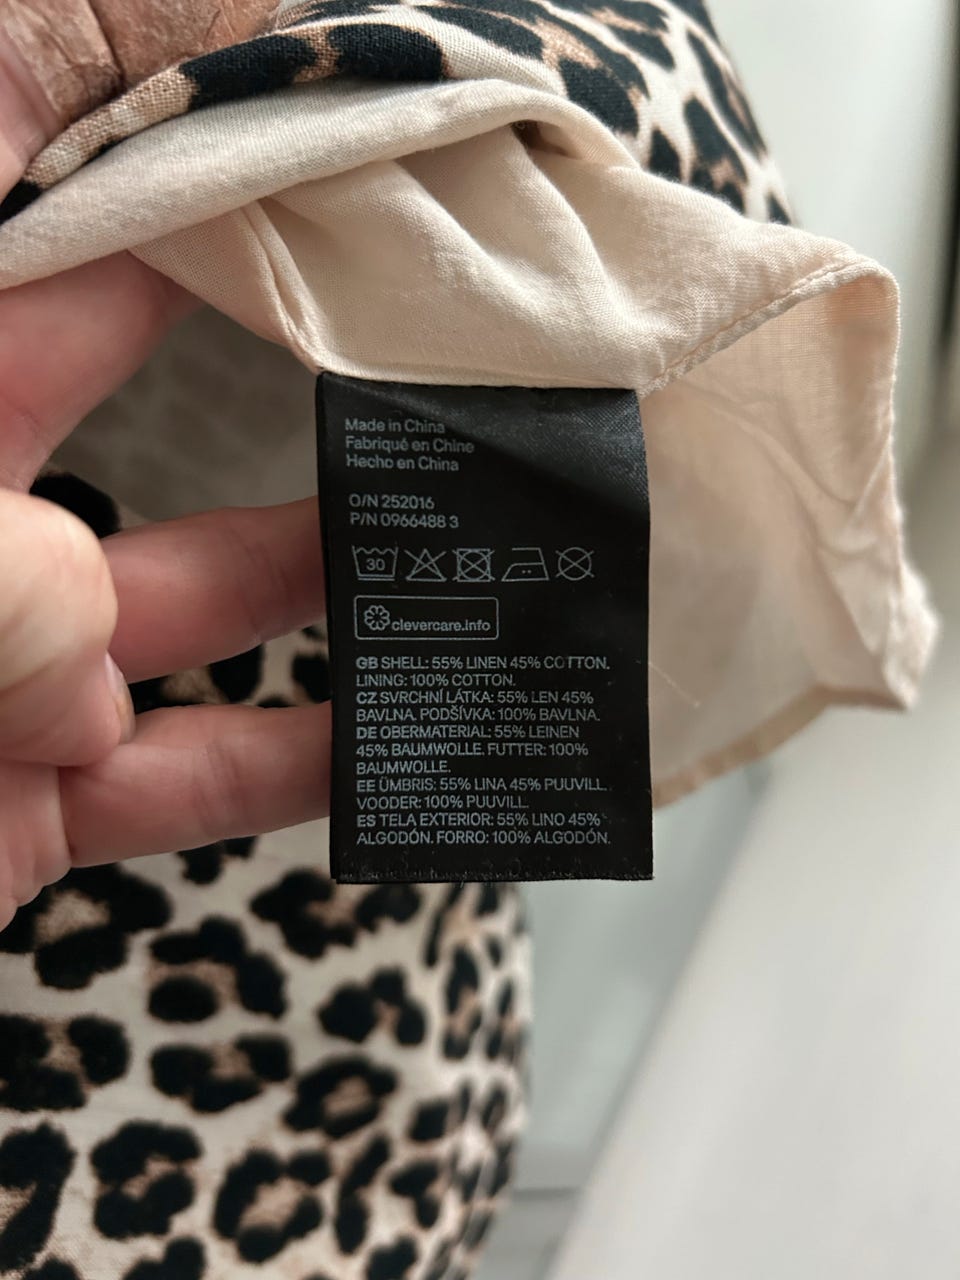 Made in China
Fabriqué en Chine
Hecho en China
O/N 252016
P/N 0966488 3
30
clevercare.info
GB SHELL: 55% LINEN 45% COTTON.
LINING: 100% COTTON.
CZ SVRCHNÍ LÁTKA: 55% LEN 45%
BAVLNA. PODŠÍVKA: 100% BAVLNA.
DE OBERMATERIAL: 55% LEINEN
45% BAUMWOLLE. FUTTER: 100%
BAUMWOLLE.
EE ÜMBRIS: 55% LINA 45% PUUVILL.
VOODER: 100% PUUVILL.
ES TELA EXTERIOR: 55% LINO 45%
ALGODÓN. FORRO: 100% ALGODÓN.